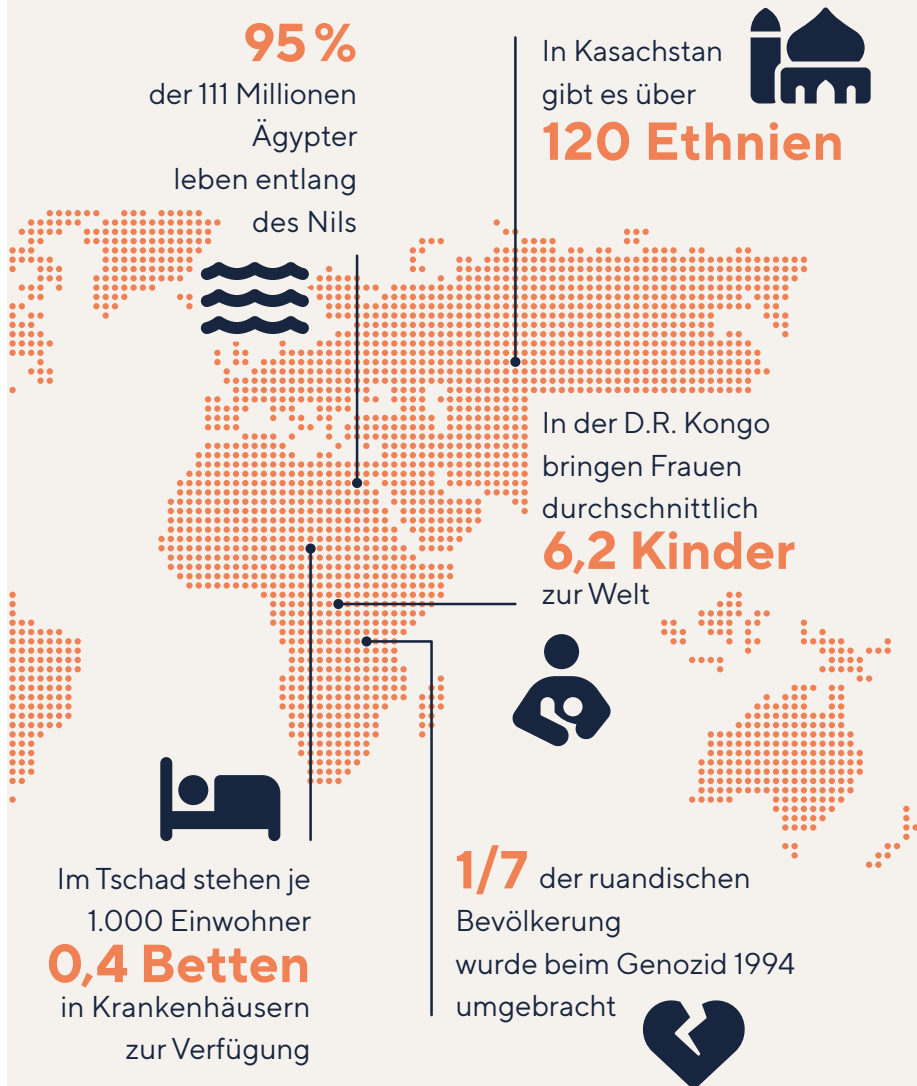 95 %
der 111 Millionen
Ägypter
leben entlang
des Nils
In Kasachstan
gibt es über
120 Ethnien
In der D.R. Kongo
bringen Frauen
durchschnittlich
6,2 Kinder
zur Welt
Im Tschad stehen je
1.000 Einwohner
0,4 Betten
in Krankenhäusern
zur Verfügung
1/7 der ruandischen
Bevölkerung
wurde beim Genozid 1994
umgebracht